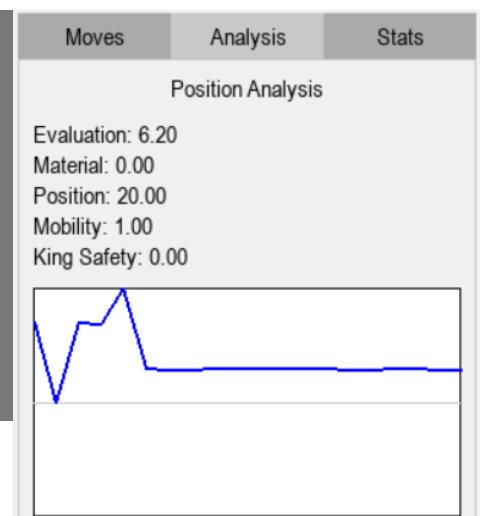 Moves Analysis Stats
Position Analysis
Evaluation: 6.20
Material: 0.00
Position: 20.00
Mobility: 1.00
King Safety: 0.00